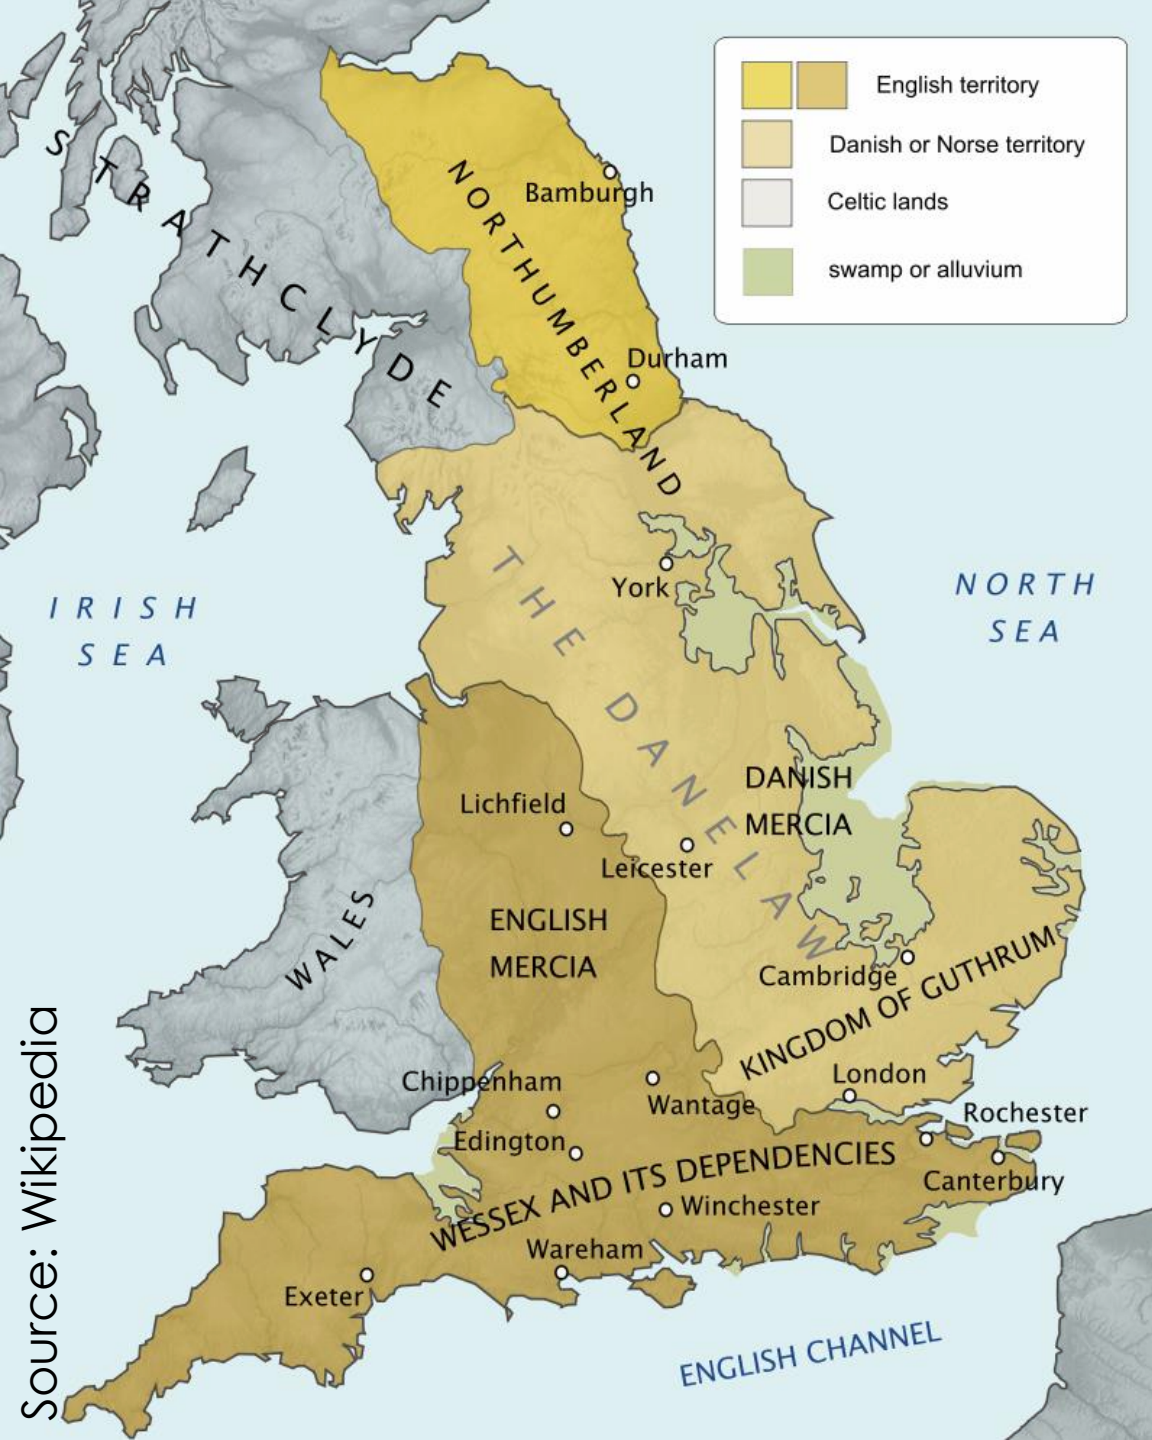 English territory
Danish or Norse territory
Celtic lands
swamp or alluvium
STRATHCLYDE
NORTHUMBERLAND
Bamburgh
Durham
York
IRISH
SEA
NORTH
SEA
THE DANELAW
DANISH
MERCIA
Lichfield
Leicester
ENGLISH
MERCIA
WALES
Cambridge
KINGDOM OF GUTHRUM
London
Chippenham
Wantage
Rochester
Edington
WESSEX AND ITS DEPENDENCIES
Canterbury
Winchester
Wareham
Exeter
ENGLISH CHANNEL
Source: Wikipedia